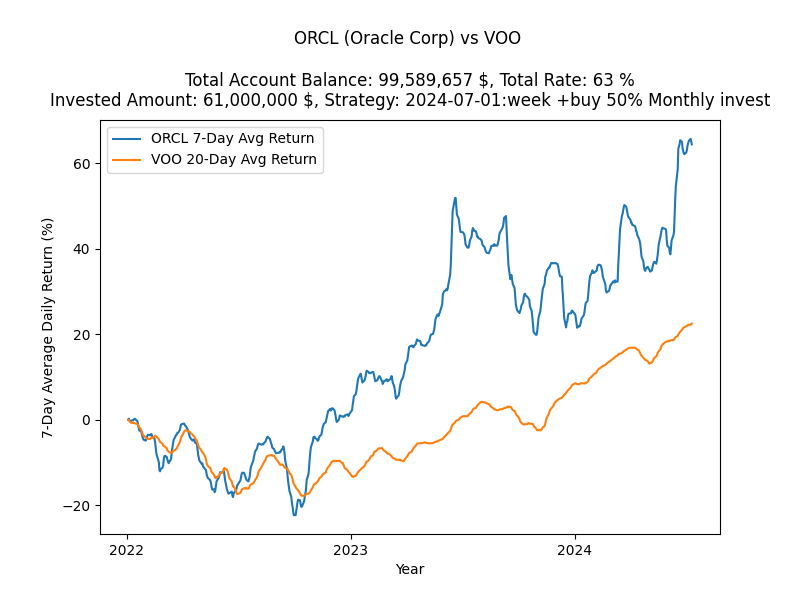 ORCL (Oracle Corp) vs VOO
Total Account Balance: 99,589,657 $, Total Rate: 63 %
Invested Amount: 61,000,000 $, Strategy: 2024-07-01:week +buy 50% Monthly invest
ORCL 7-Day Avg Return
VOO 20-Day Avg Return
7-Day Average Daily Return (%)
60
40
20
0
−20
2022
2023
2024
Year